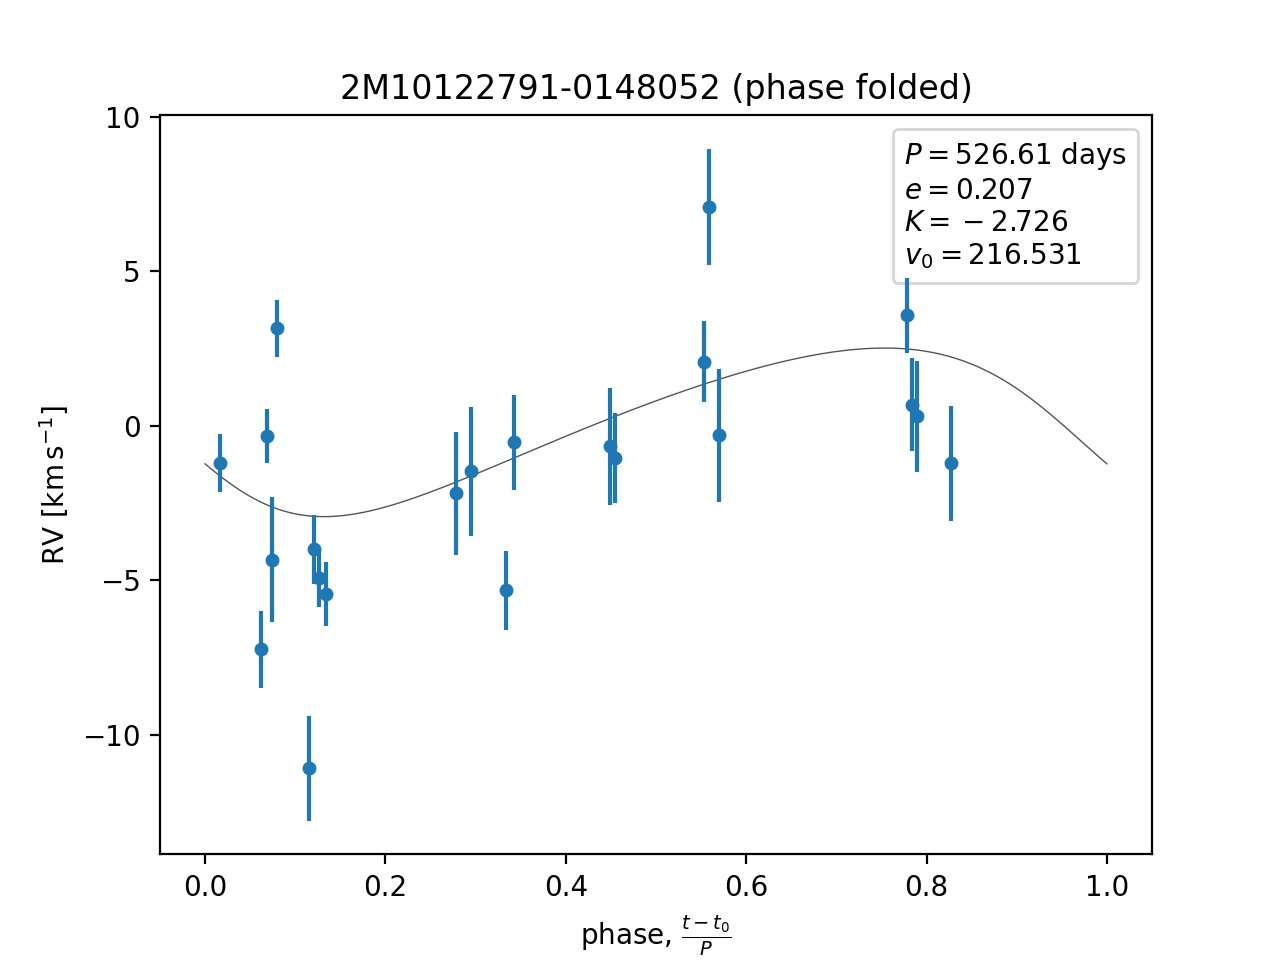 2M10122791-0148052 (phase folded)
P = 526.61 days
e = 0.207
K = −2.726
v₀ = 216.531
10
5
0
−5
−10
RV [km s⁻¹]
0.0 0.2 0.4 0.6 0.8 1.0
phase, (t − t₀)/P